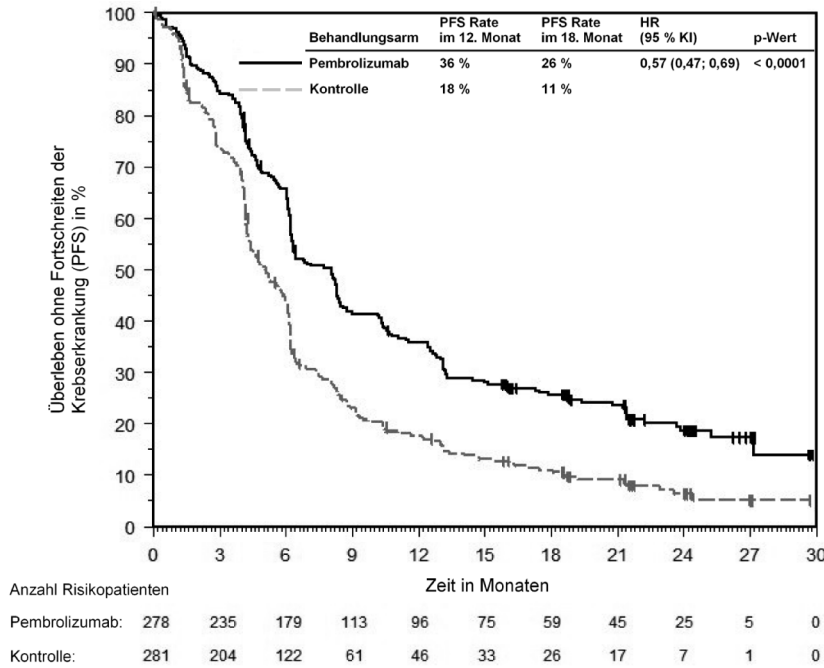 PFS Rate PFS Rate HR
Behandlungsarm im 12. Monat im 18. Monat (95 % KI) p-Wert
Pembrolizumab 36 % 26 % 0,57 (0,47; 0,69) < 0,0001
Kontrolle 18 % 11 %
Überleben ohne Fortschreiten der
Krebserkrankung (PFS) in %
100
90
80
70
60
50
40
30
20
10
0
0 3 6 9 12 15 18 21 24 27 30
Zeit in Monaten
Anzahl Risikopatienten
Pembrolizumab: 278 235 179 113 96 75 59 45 25 5 0
Kontrolle: 281 204 122 61 46 33 26 17 7 1 0